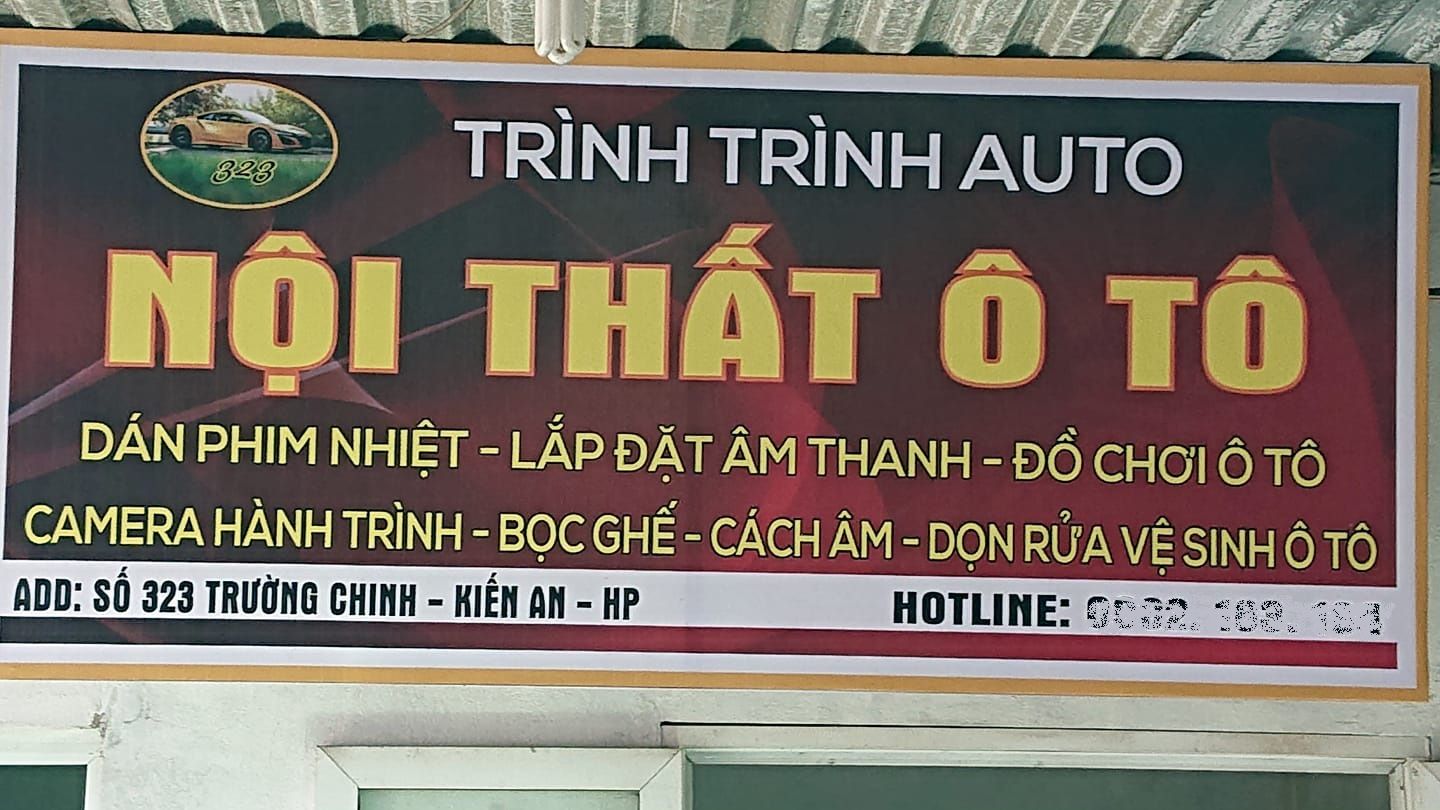 323
TRÌNH TRÌNH AUTO
NỘI THẤT Ô TÔ
DÁN PHIM NHIỆT - LẮP ĐẶT ÂM THANH - ĐỒ CHƠI Ô TÔ
CAMERA HÀNH TRÌNH - BỌC GHẾ - CÁCH ÂM - DỌN RỬA VỆ SINH Ô TÔ
ADD: SỐ 323 TRƯỜNG CHINH - KIẾN AN - HP
HOTLINE: